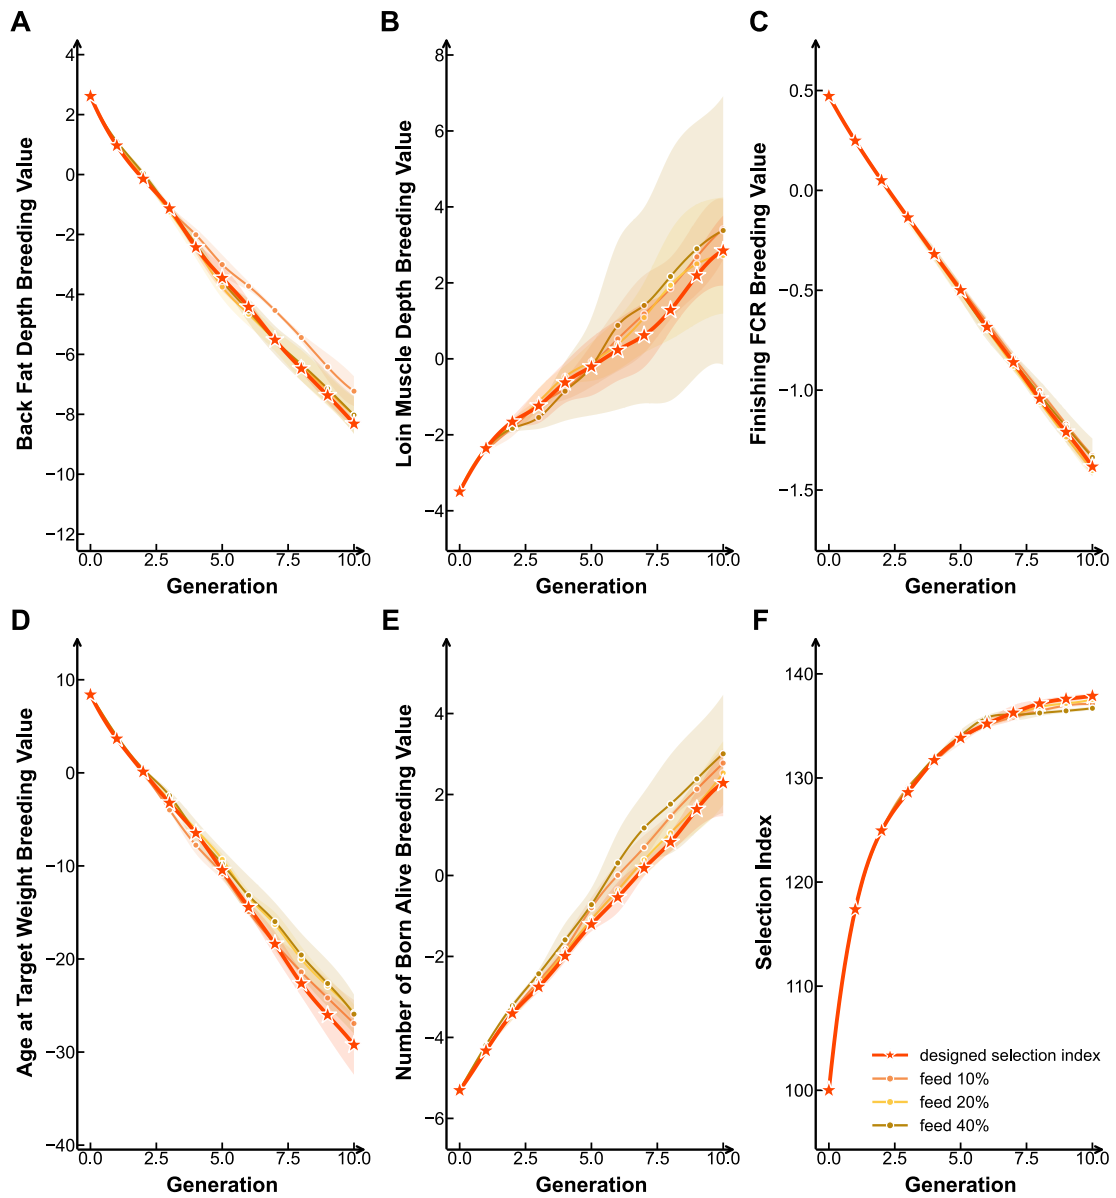 A
4
2
0
−2
−4
−6
−8
−10
−12
Back Fat Depth Breeding Value
0.0 2.5 5.0 7.5 10.0
Generation
B
8
6
4
2
0
−2
−4
Loin Muscle Depth Breeding Value
0.0 2.5 5.0 7.5 10.0
Generation
C
0.5
0.0
−0.5
−1.0
−1.5
Finishing FCR Breeding Value
0.0 2.5 5.0 7.5 10.0
Generation
D
10
0
−10
−20
−30
−40
Age at Target Weight Breeding Value
0.0 2.5 5.0 7.5 10.0
Generation
E
4
2
0
−2
−4
−6
Number of Born Alive Breeding Value
0.0 2.5 5.0 7.5 10.0
Generation
F
140
130
120
110
100
Selection Index
designed selection index
feed 10%
feed 20%
feed 40%
0.0 2.5 5.0 7.5 10.0
Generation